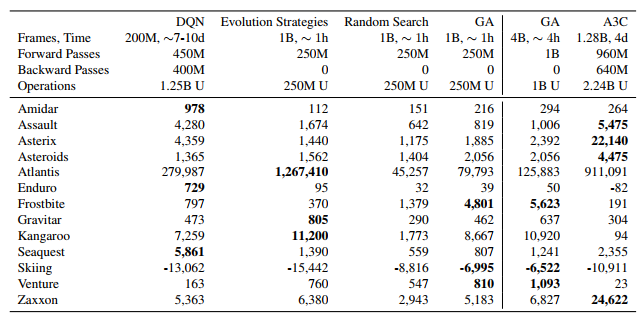 DQN Evolution Strategies Random Search GA GA A3C
Frames, Time 200M, ~7-10d 1B, ~ 1h 1B, ~ 1h 1B, ~ 1h 4B, ~ 4h 1.28B, 4d
Forward Passes 450M 250M 250M 250M 1B 960M
Backward Passes 400M 0 0 0 0 640M
Operations 1.25B U 250M U 250M U 250M U 1B U 2.24B U
Amidar 978 112 151 216 294 264
Assault 4,280 1,674 642 819 1,006 5,475
Asterix 4,359 1,440 1,175 1,885 2,392 22,140
Asteroids 1,365 1,562 1,404 2,056 2,056 4,475
Atlantis 279,987 1,267,410 45,257 79,793 125,883 911,091
Enduro 729 95 32 39 50 -82
Frostbite 797 370 1,379 4,801 5,623 191
Gravitar 473 805 290 462 637 304
Kangaroo 7,259 11,200 1,773 8,667 10,920 94
Seaquest 5,861 1,390 559 807 1,241 2,355
Skiing -13,062 -15,442 -8,816 -6,995 -6,522 -10,911
Venture 163 760 547 810 1,093 23
Zaxxon 5,363 6,380 2,943 5,183 6,827 24,622